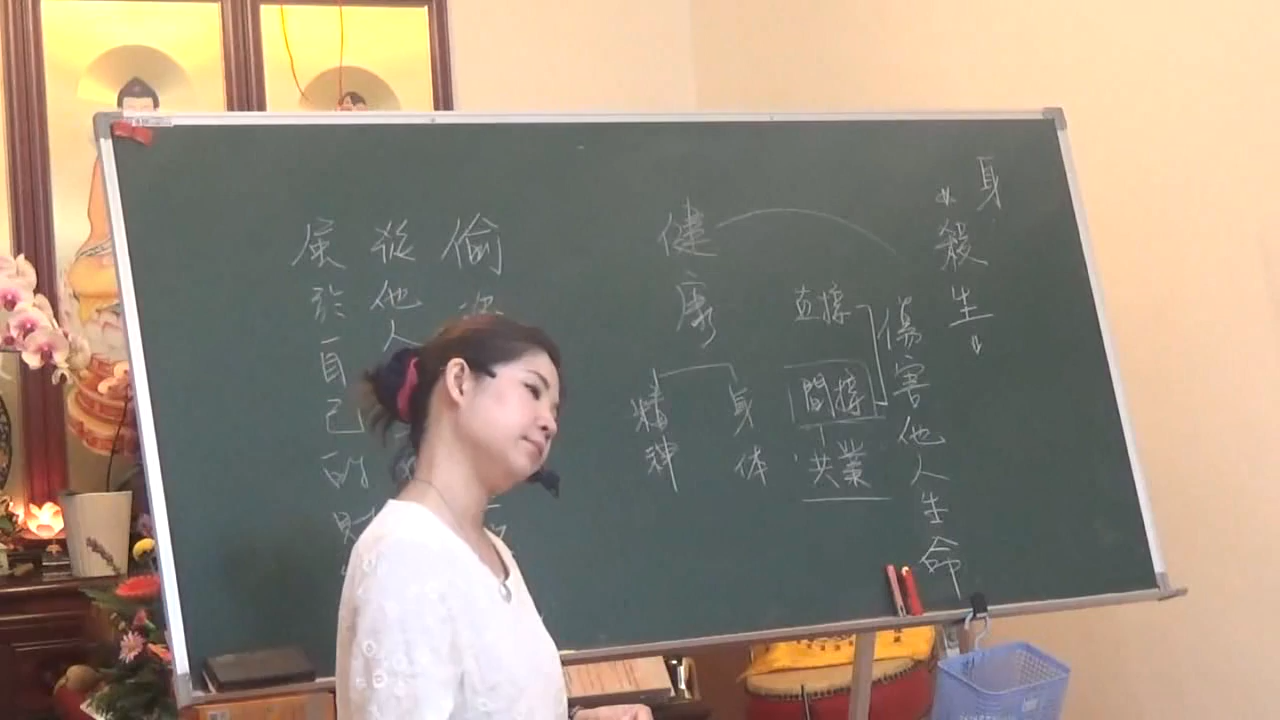 身
殺生
傷害他人生命
直接
間接
共業
健康
身体
精神
偷
從他人
屬於自己的財